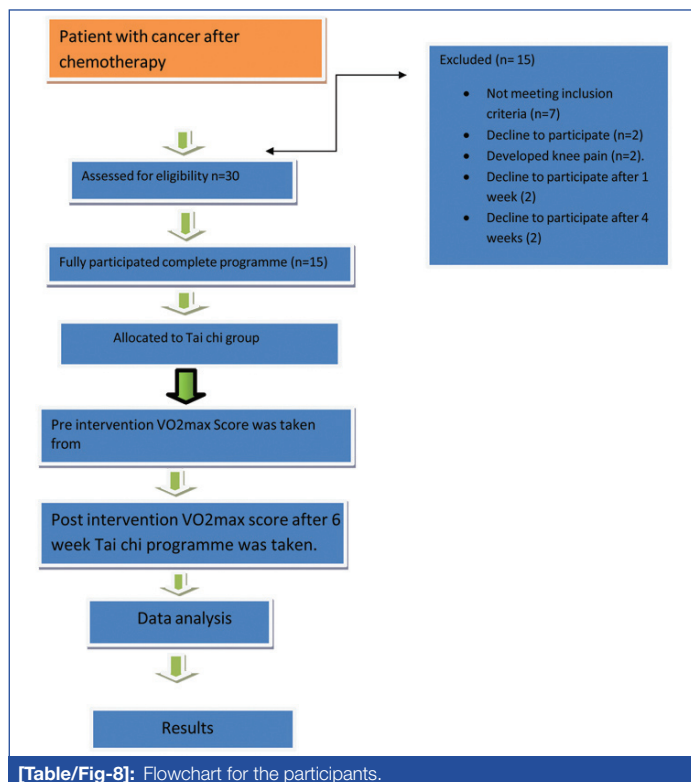 Patient with cancer after
chemotherapy
Excluded (n= 15)
• Not meeting inclusion
criteria (n=7)
• Decline to participate (n=2)
• Developed knee pain (n=2).
• Decline to participate after 1
week (2)
• Decline to participate after 4
weeks (2)
Assessed for eligibility n=30
Fully participated complete programme (n=15)
Allocated to Tai chi group
Pre intervention VO2max Score was taken
from
Post intervention VO2max score after 6
week Tai chi programme was taken.
Data analysis
Results
[Table/Fig-8]: Flowchart for the participants.